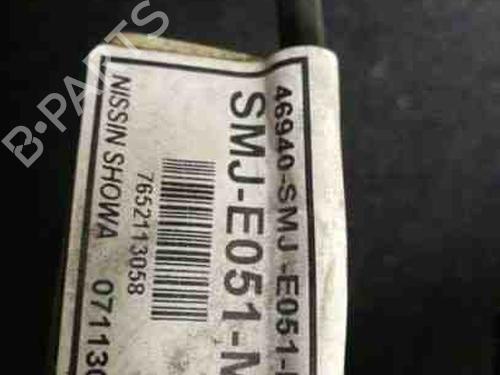 46940-SMJ -E051-
SMJ-E051-M
7652113058
NISSIN SHOWA 07113
B-PARTS